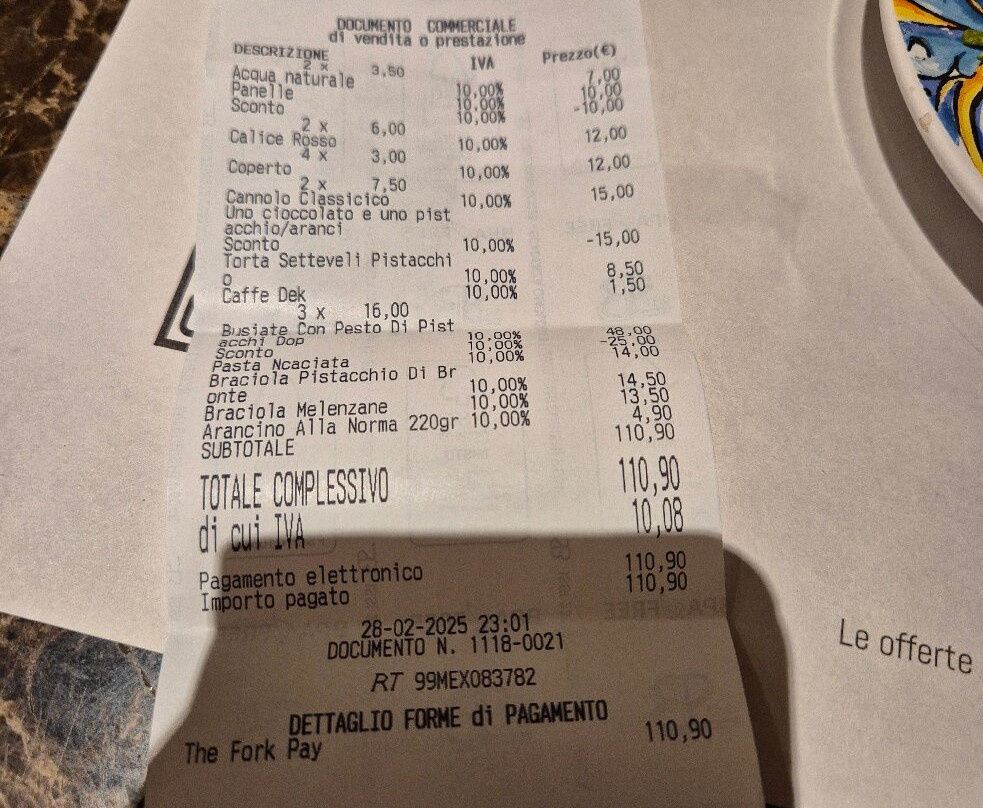 DOCUMENTO COMMERCIALE
di vendita o prestazione
DESCRIZIONE IVA Prezzo(€)
2 x 3,50
Acqua naturale 10,00% 7,00
Panelle 10,00% 10,00
Sconto 10,00% -10,00
2 x 6,00
Calice Rosso 10,00% 12,00
4 x 3,00
Coperto 10,00% 12,00
2 x 7,50
Cannolo Classicico 10,00% 15,00
Uno cioccolato e uno pist
acchio/aranci
Sconto 10,00% -15,00
Torta Setteveli Pistacchi
o 10,00% 8,50
Caffe Dek 10,00% 1,50
3 x 16,00
Busiate Con Pesto Di Pist
acchi Dop 10,00% 48,00
Sconto 10,00% -25,00
Pasta Ncaciata 10,00% 14,00
Braciola Pistacchio Di Br
onte 10,00% 14,50
Braciola Melenzane 10,00% 13,50
Arancino Alla Norma 220gr 10,00% 4,90
SUBTOTALE 110,90
TOTALE COMPLESSIVO 110,90
di cui IVA 10,08
Pagamento elettronico 110,90
Importo pagato 110,90
28-02-2025 23:01
DOCUMENTO N. 1118-0021
RT 99MEX083782
DETTAGLIO FORME di PAGAMENTO
The Fork Pay 110,90
Le offerte